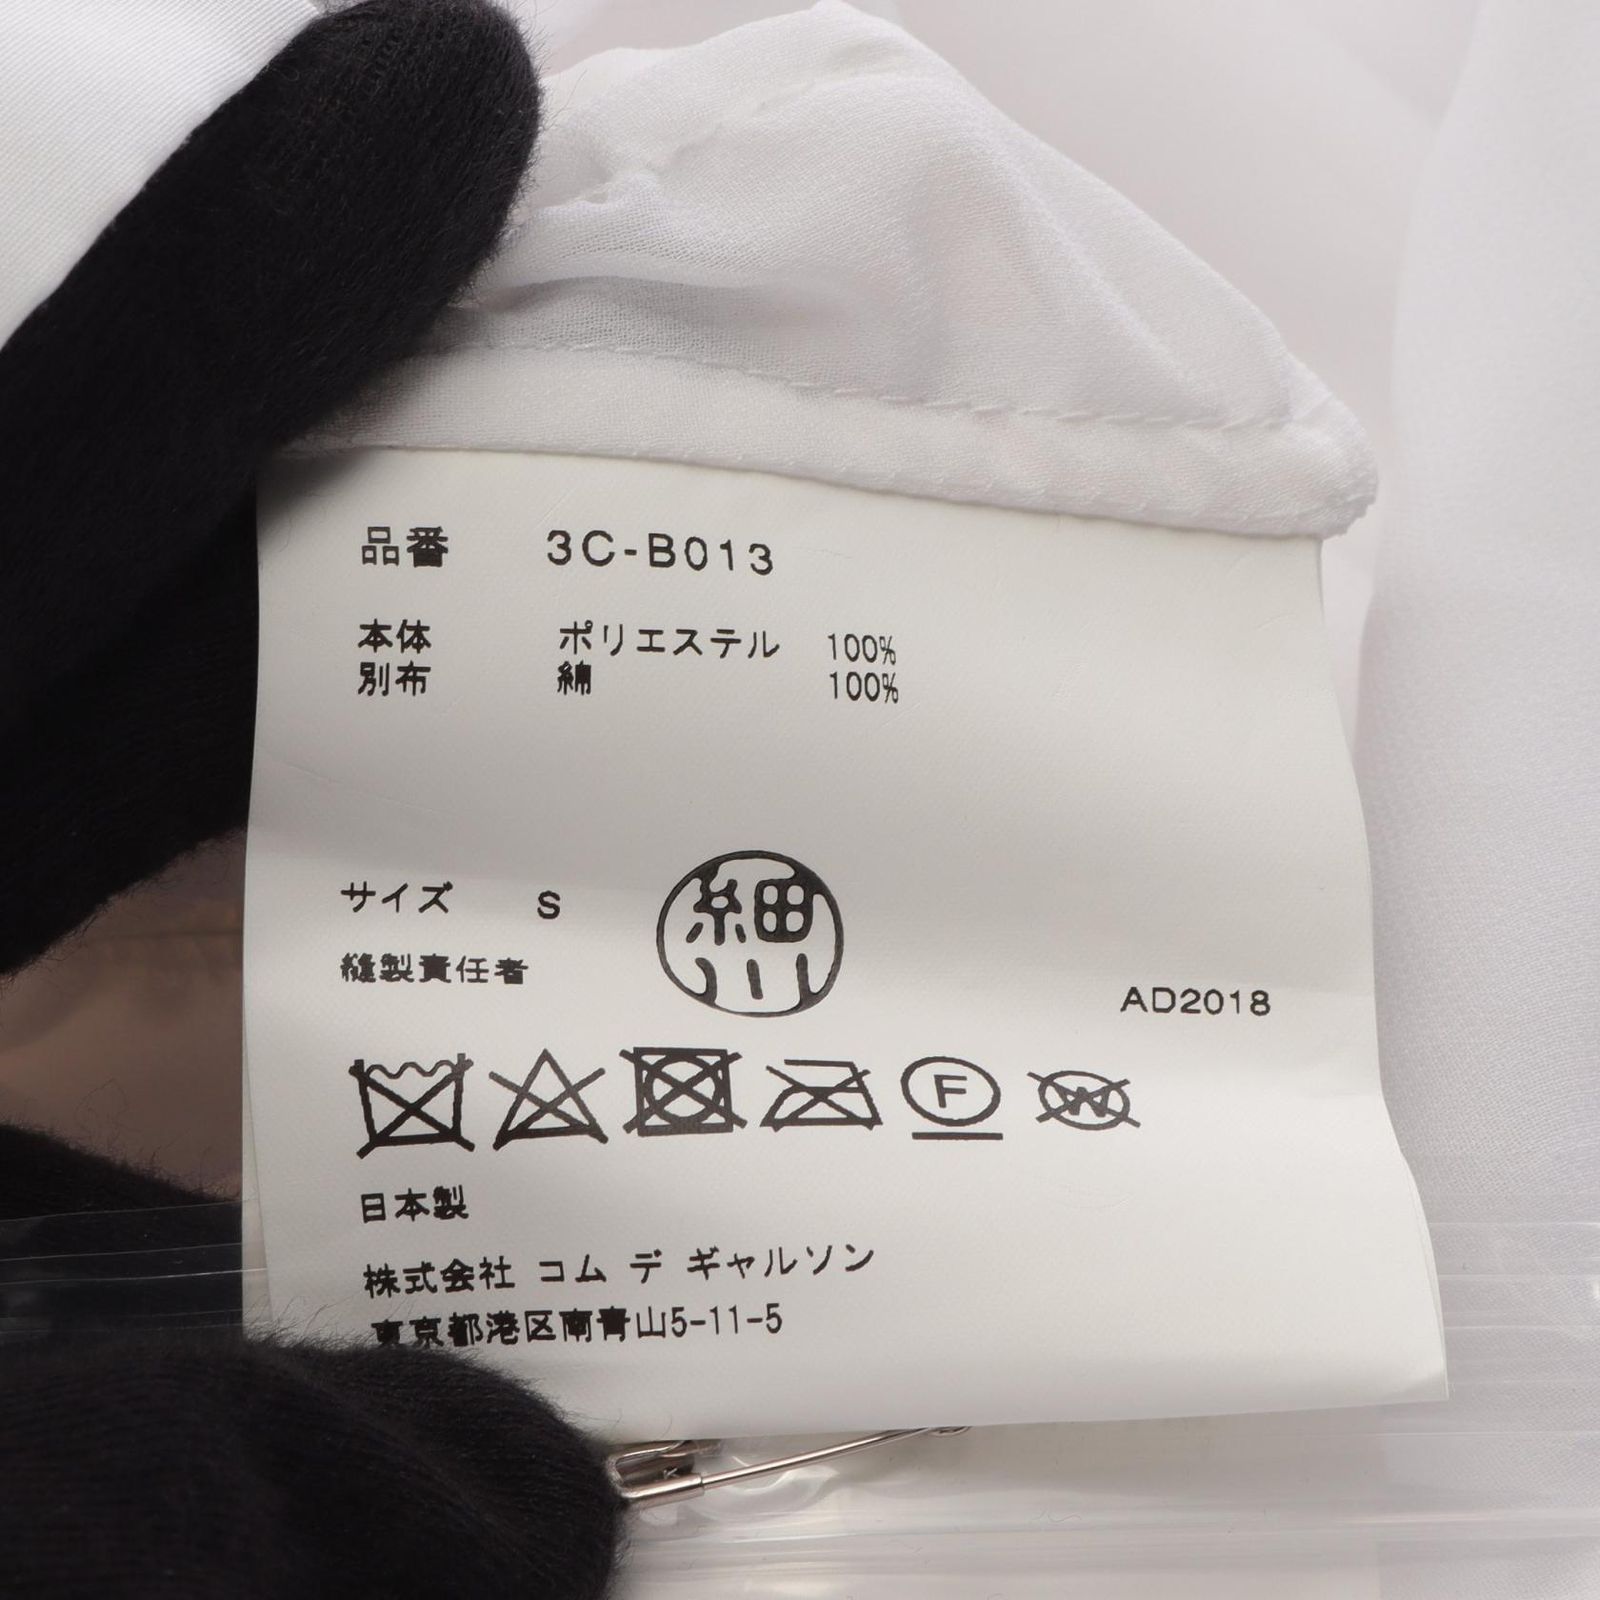 品番 3C-B013
本体 ポリエステル 100%
別布 綿 100%
サイズ S
細川
縫製責任者
AD2018
F
W
日本製
株式会社 コム デ ギャルソン
東京都港区南青山5-11-5